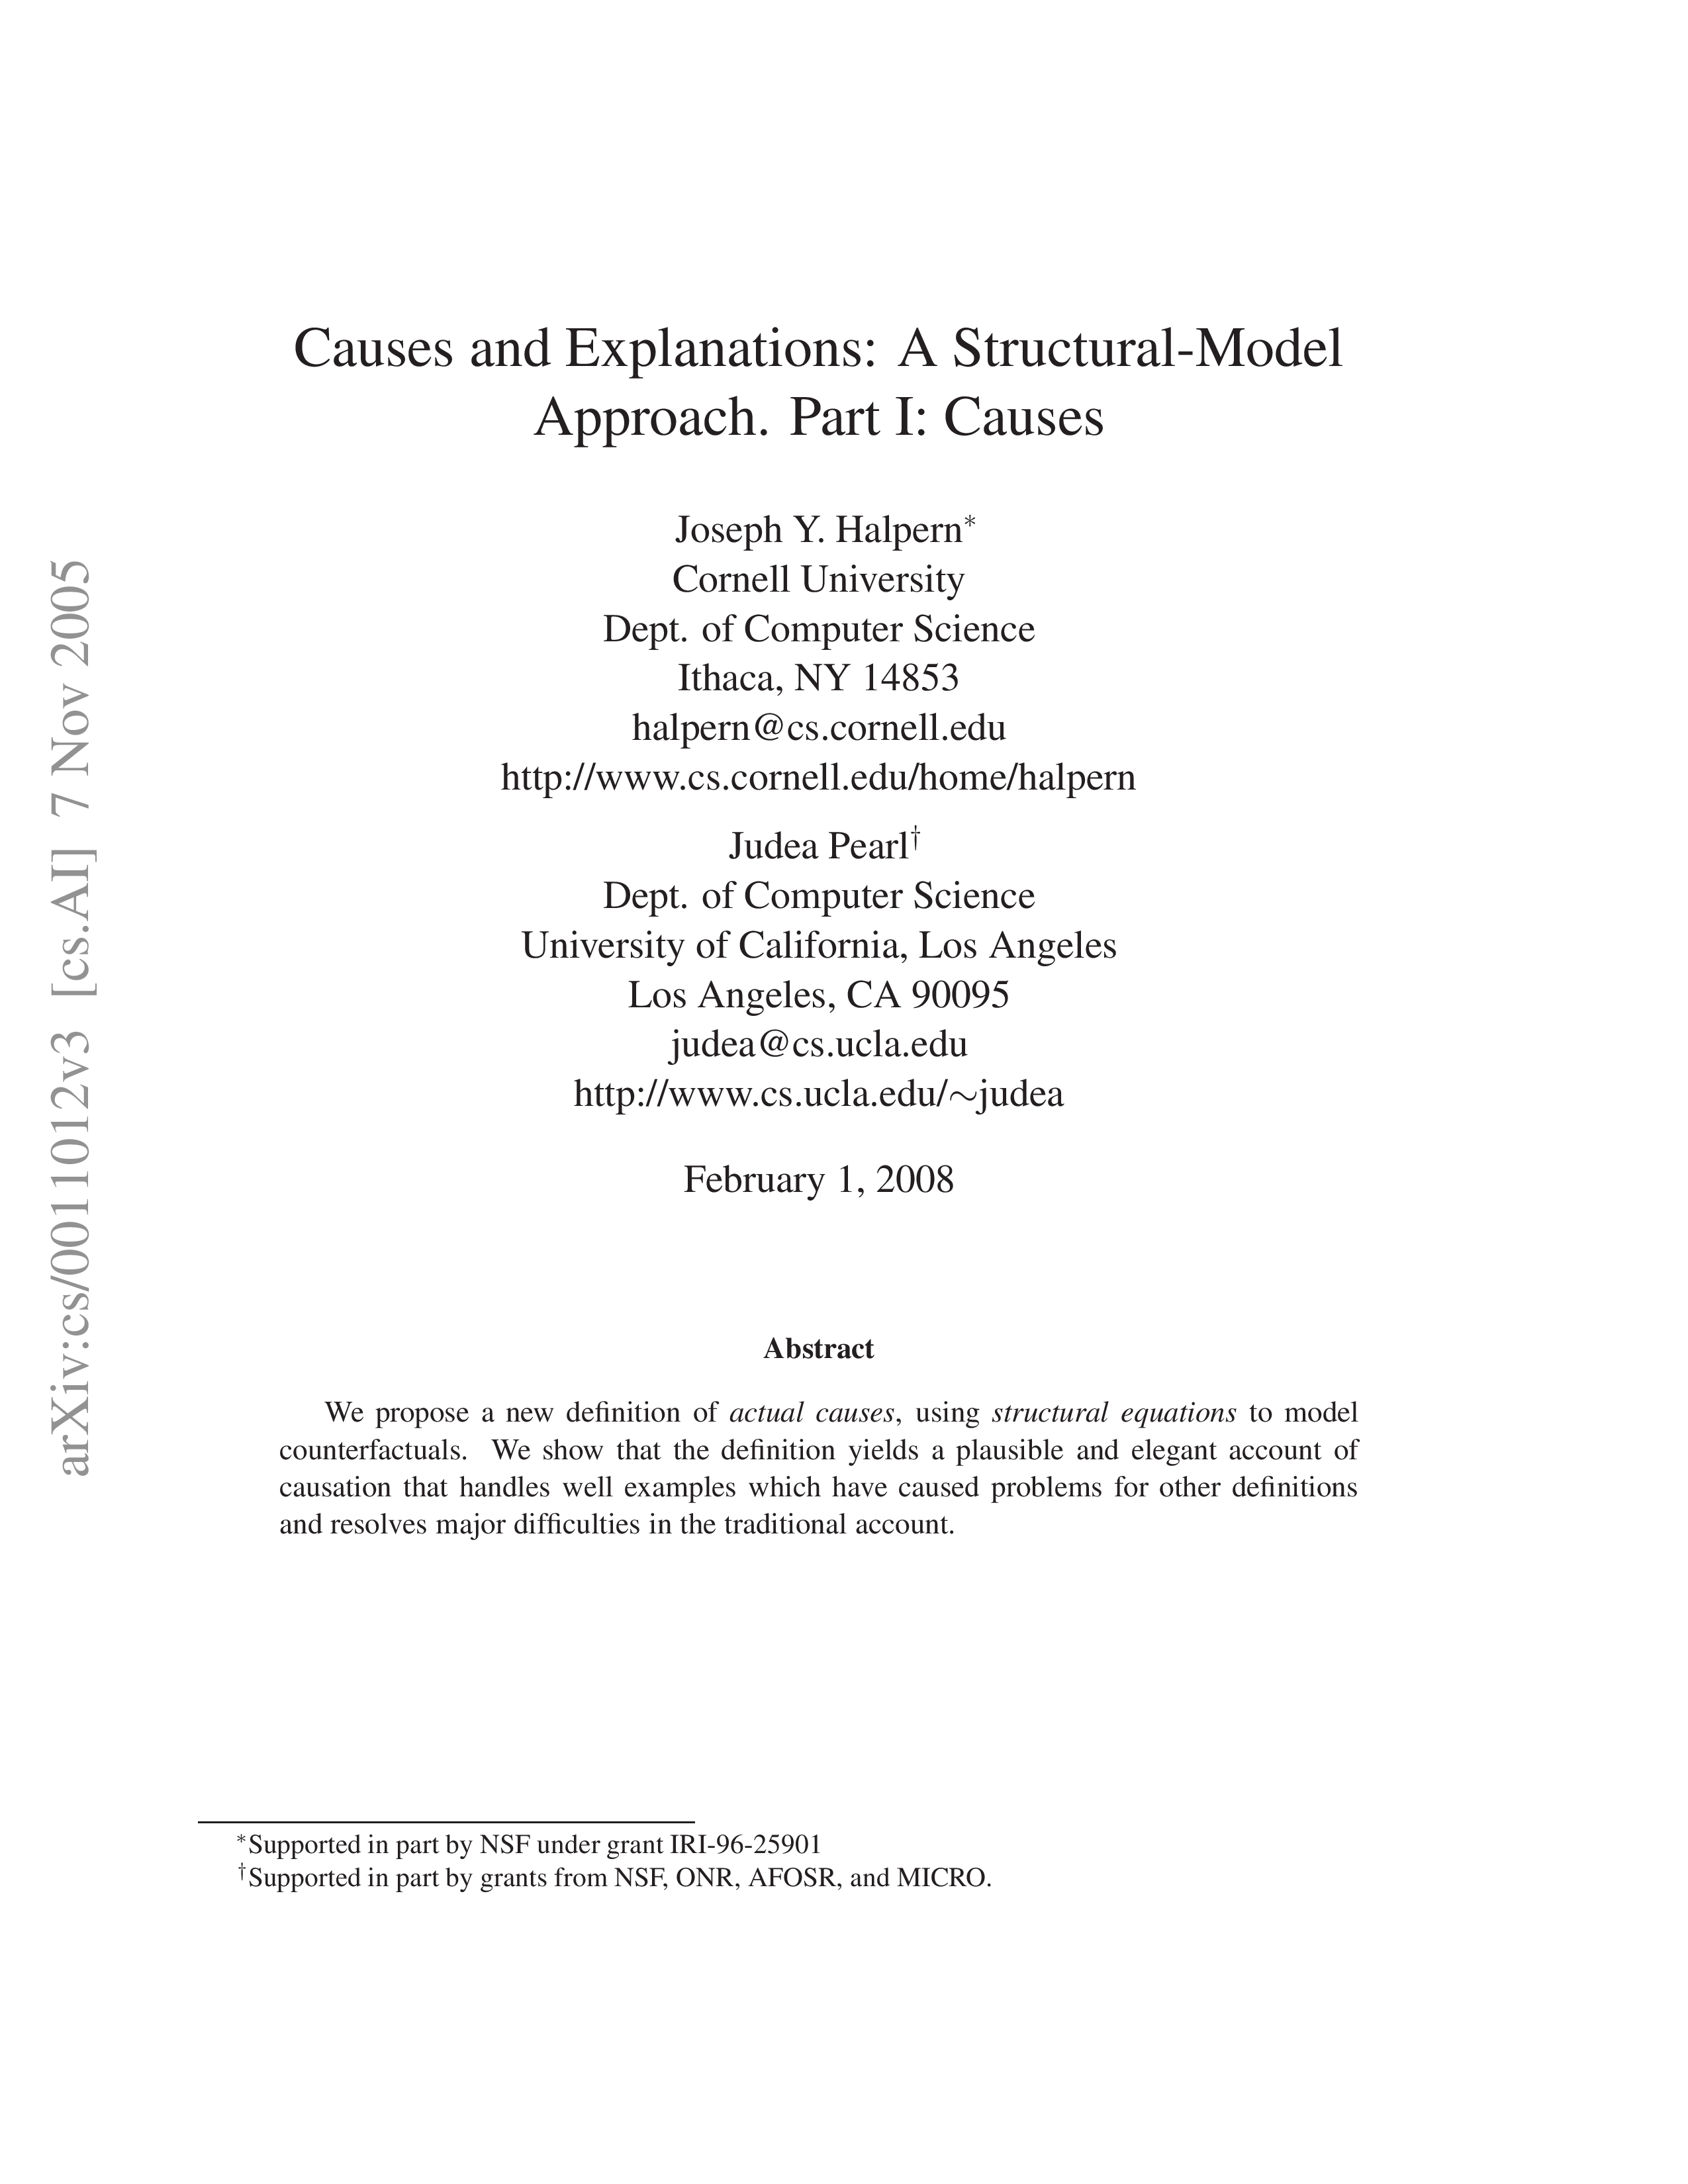 Causes and Explanations: A Structural-Model
Approach. Part I: Causes
Joseph Y. Halpern*
Cornell University
Dept. of Computer Science
Ithaca, NY 14853
halpern@cs.cornell.edu
http://www.cs.cornell.edu/home/halpern
Judea Pearl†
Dept. of Computer Science
University of California, Los Angeles
Los Angeles, CA 90095
judea@cs.ucla.edu
http://www.cs.ucla.edu/∼judea
February 1, 2008
Abstract
We propose a new definition of actual causes, using structural equations to model
counterfactuals. We show that the definition yields a plausible and elegant account of
causation that handles well examples which have caused problems for other definitions
and resolves major difficulties in the traditional account.
*Supported in part by NSF under grant IRI-96-25901
†Supported in part by grants from NSF, ONR, AFOSR, and MICRO.
arXiv:cs/0011012v3 [cs.AI] 7 Nov 2005